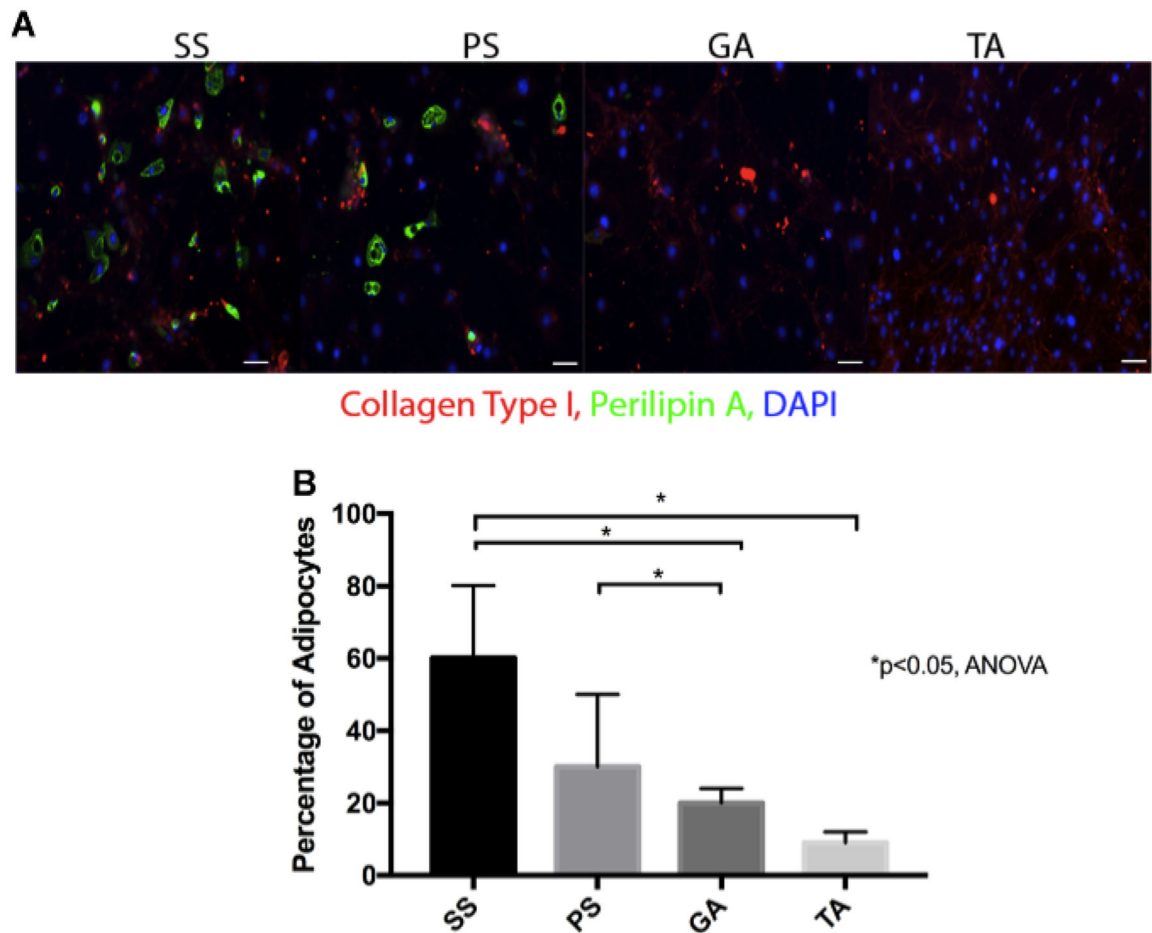 A
SS PS GA TA
Collagen Type I, Perilipin A, DAPI
B
Percentage of Adipocytes
100
80
60
40
20
0
*
*
*
*p<0.05, ANOVA
SS PS GA TA